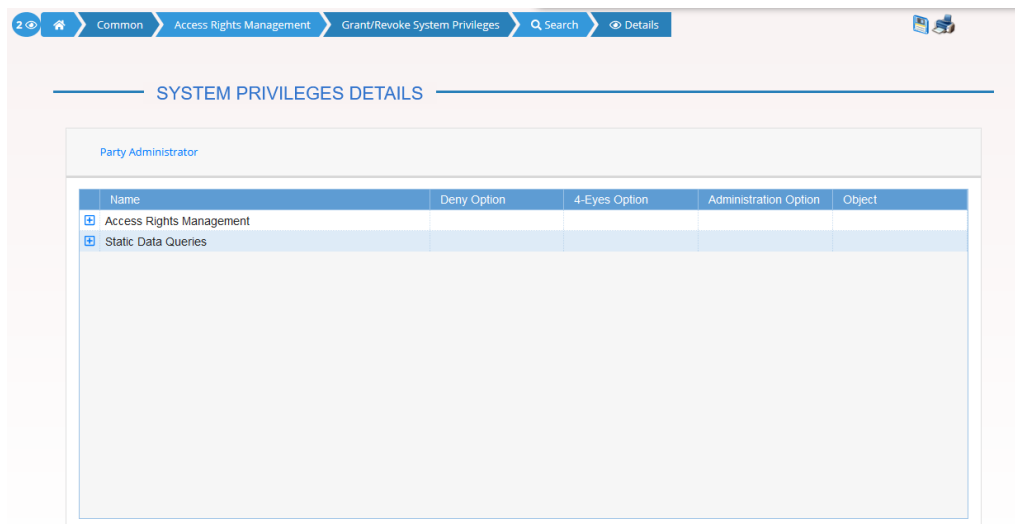 2 Common Access Rights Management Grant/Revoke System Privileges Search Details
SYSTEM PRIVILEGES DETAILS
Party Administrator
Name Deny Option 4-Eyes Option Administration Option Object
Access Rights Management
Static Data Queries